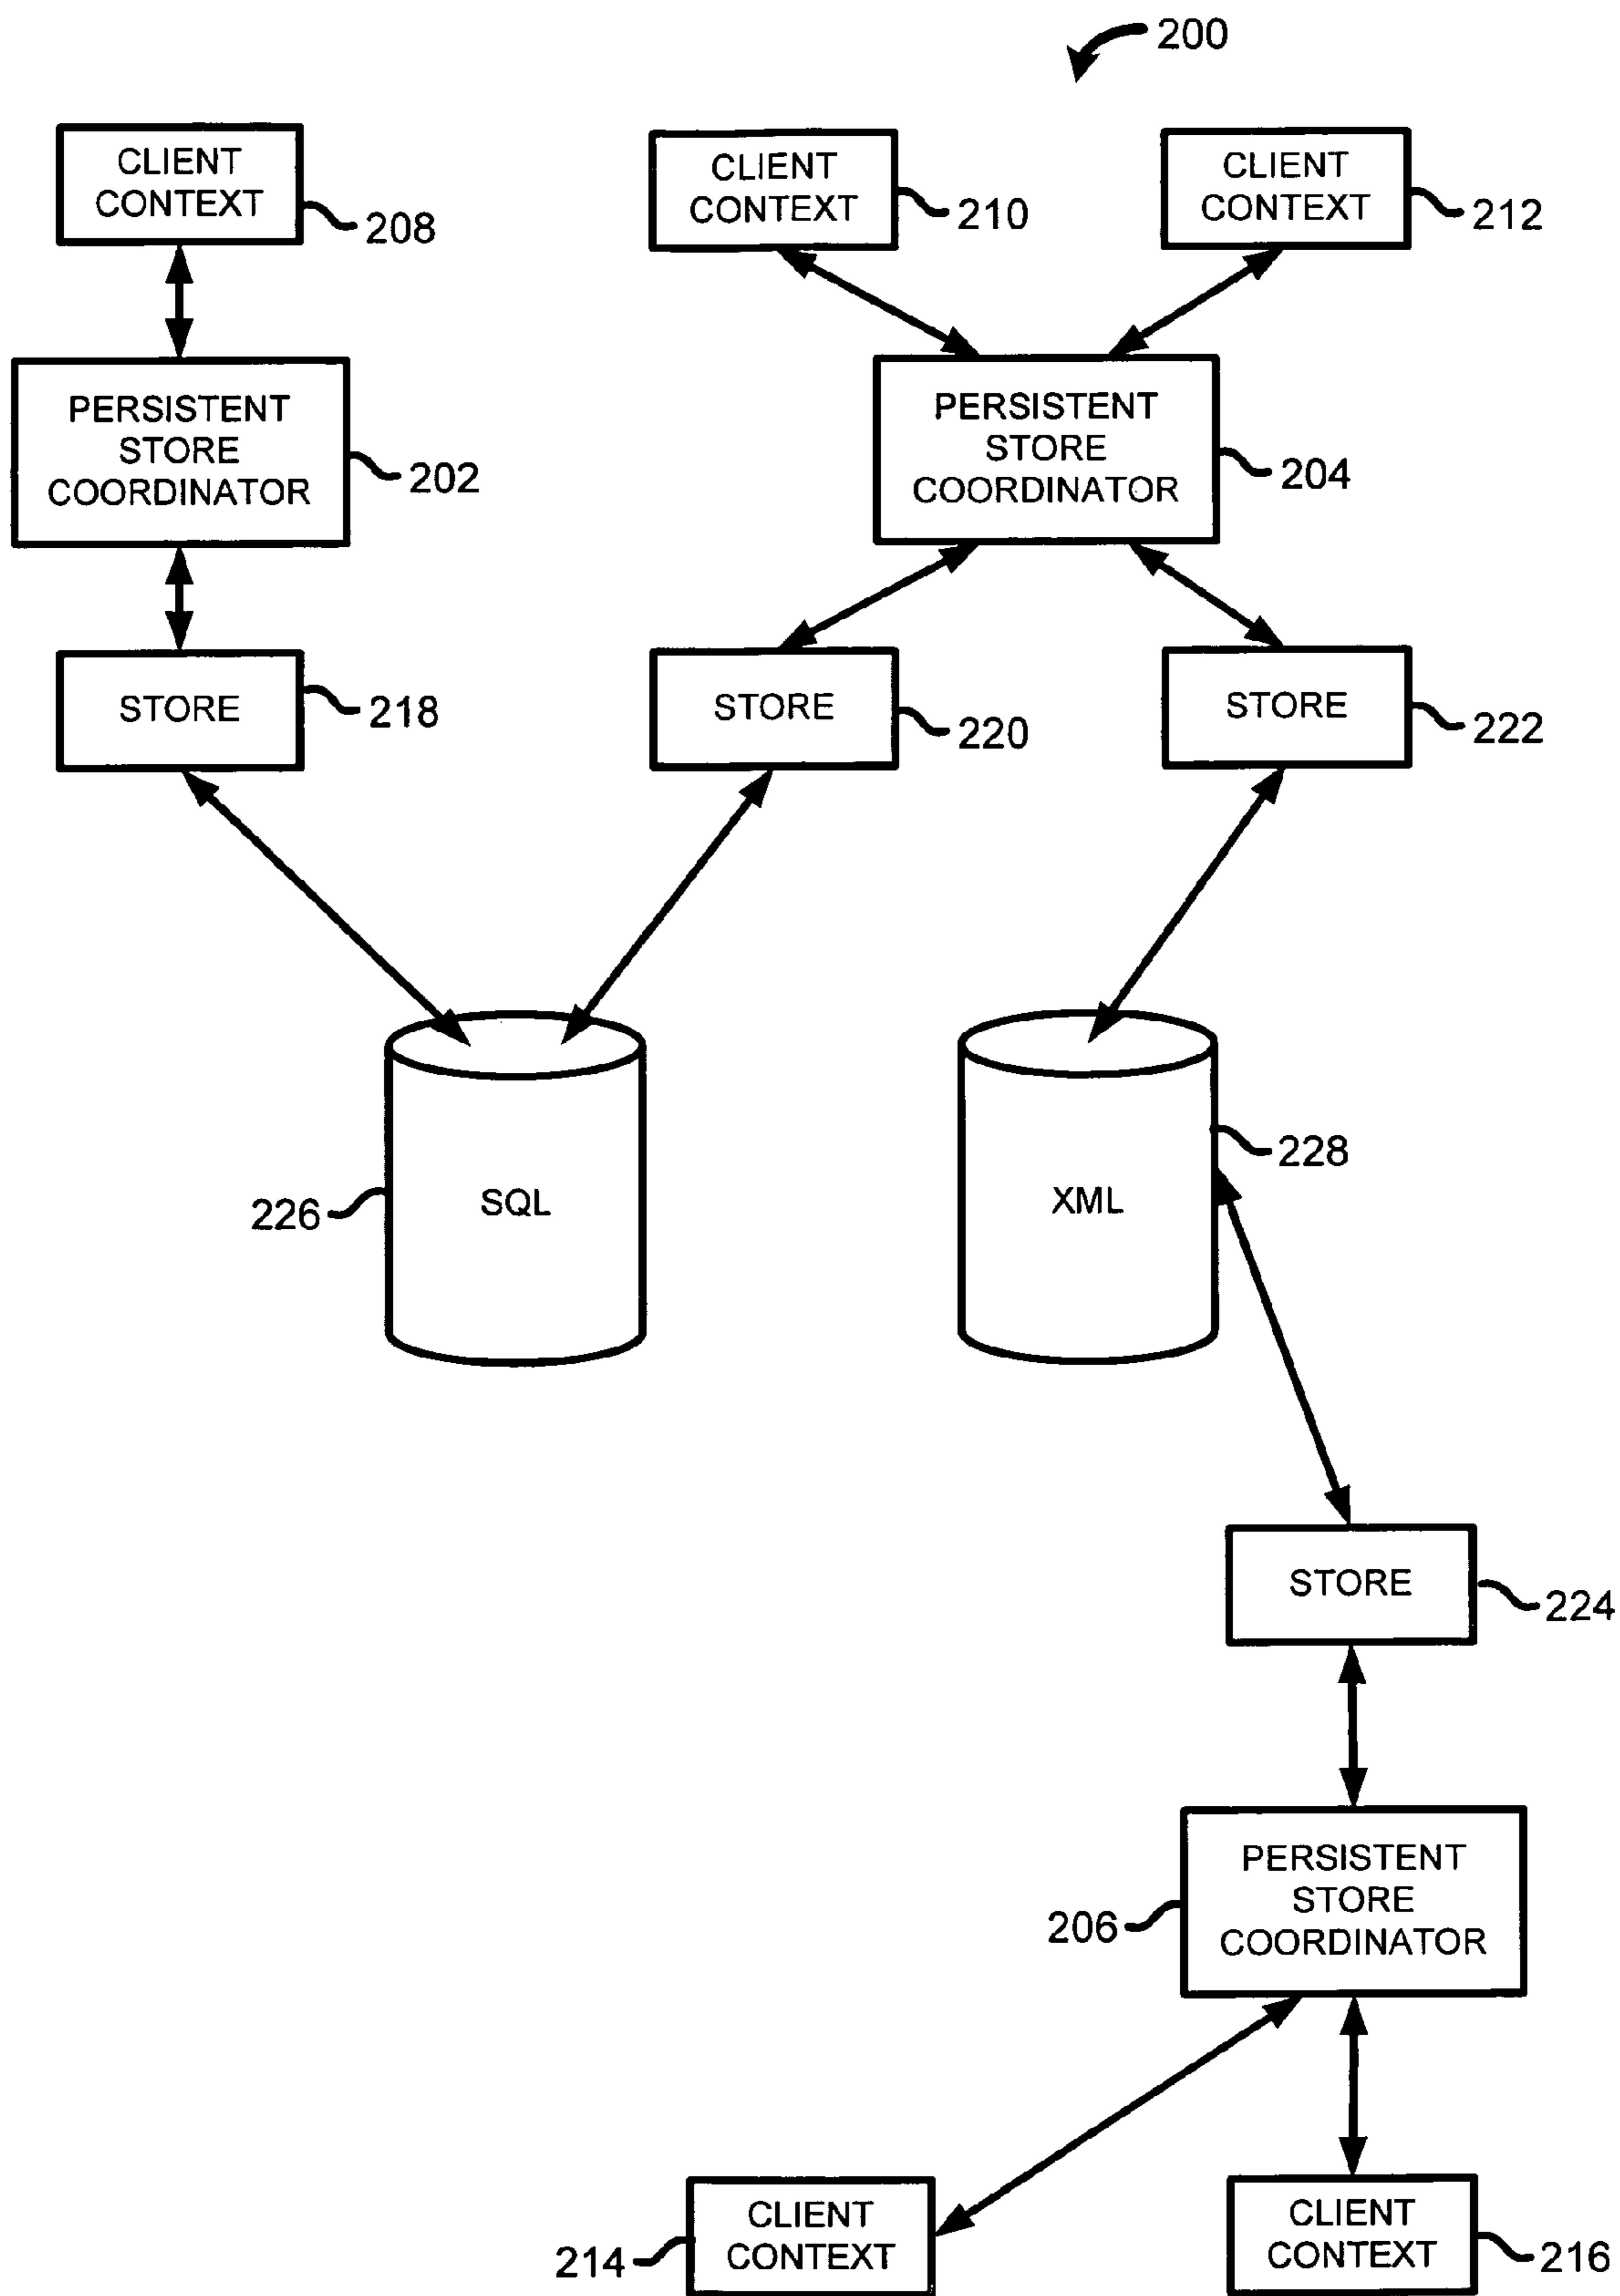 200
CLIENT
CONTEXT
208
CLIENT
CONTEXT
210
CLIENT
CONTEXT
212
PERSISTENT
STORE
COORDINATOR
202
PERSISTENT
STORE
COORDINATOR
204
STORE
218
STORE
220
STORE
222
226
SQL
XML
228
STORE
224
206
PERSISTENT
STORE
COORDINATOR
214
CLIENT
CONTEXT
CLIENT
CONTEXT
216